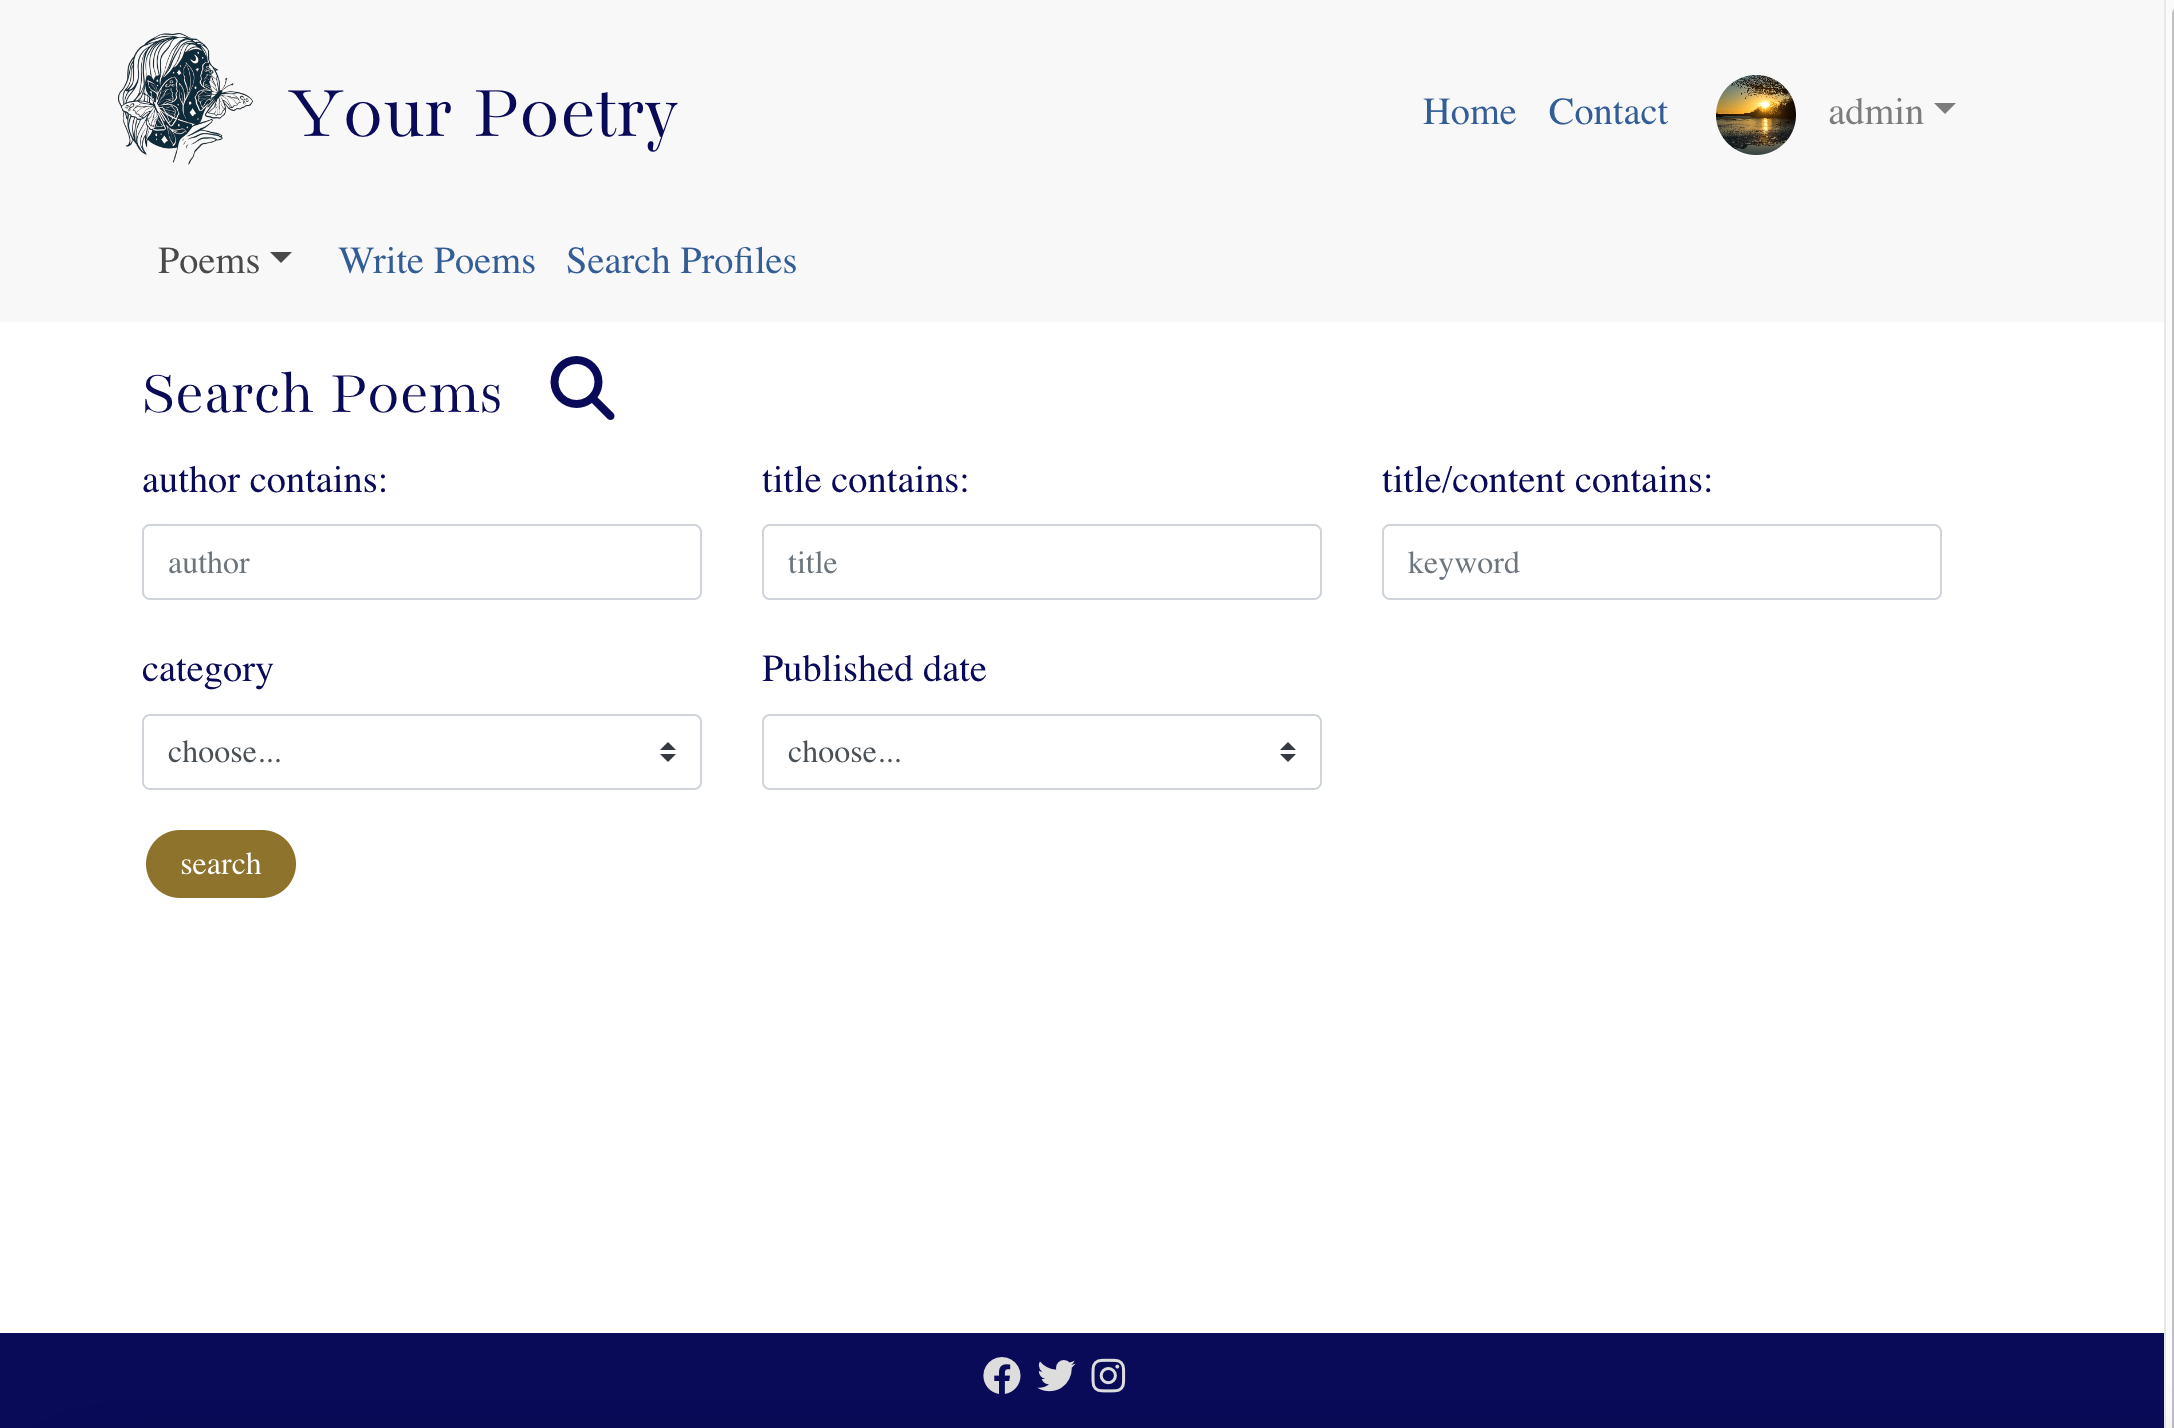 Your Poetry
Home Contact admin
Poems Write Poems Search Profiles
Search Poems
author contains: title contains: title/content contains:
author title keyword
category Published date
choose... choose...
search